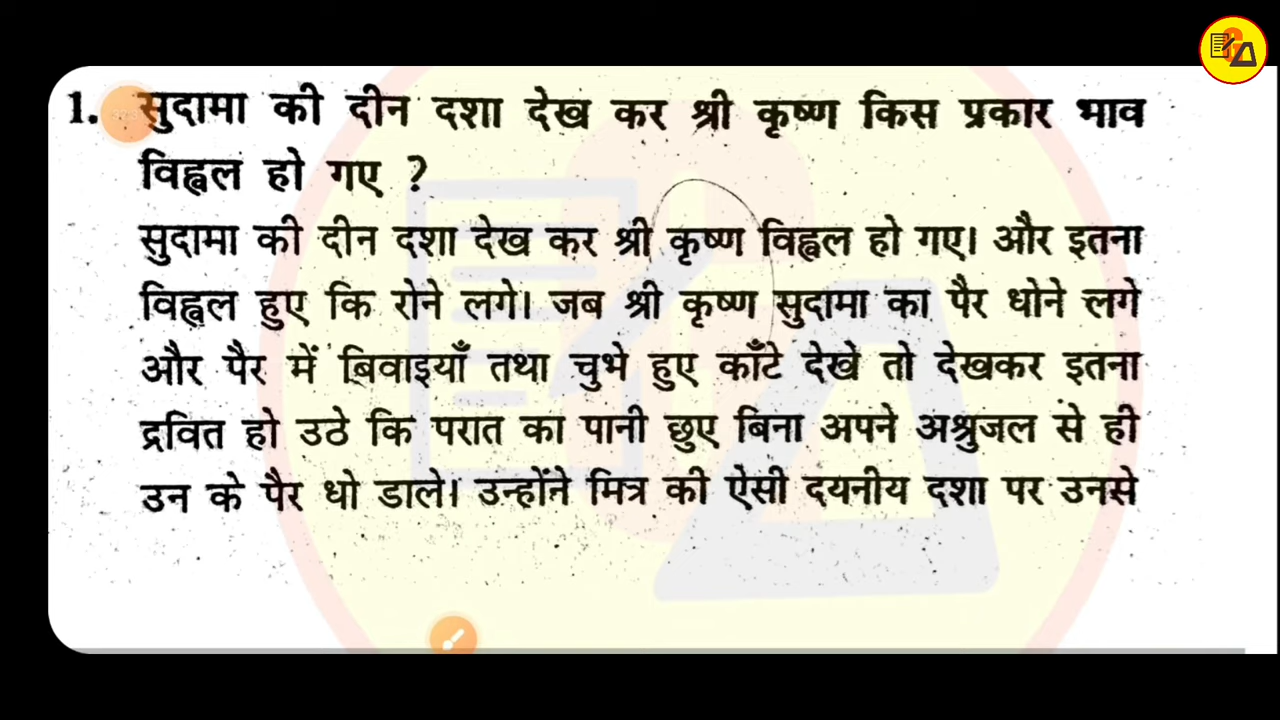 1. सुदामा की दीन दशा देख कर श्री कृष्ण किस प्रकार भाव
विह्वल हो गए ?
सुदामा की दीन दशा देख कर श्री कृष्ण विह्वल हो गए। और इतना
विह्वल हुए कि रोने लगे। जब श्री कृष्ण सुदामा का पैर धोने लगे
और पैर में बिवाइयाँ तथा चुभे हुए काँटे देखे तो देखकर इतना
द्रवित हो उठे कि परात का पानी छुए बिना अपने अश्रुजल से ही
उन के पैर धो डाले। उन्होंने मित्र की ऐसी दयनीय दशा पर उनसे